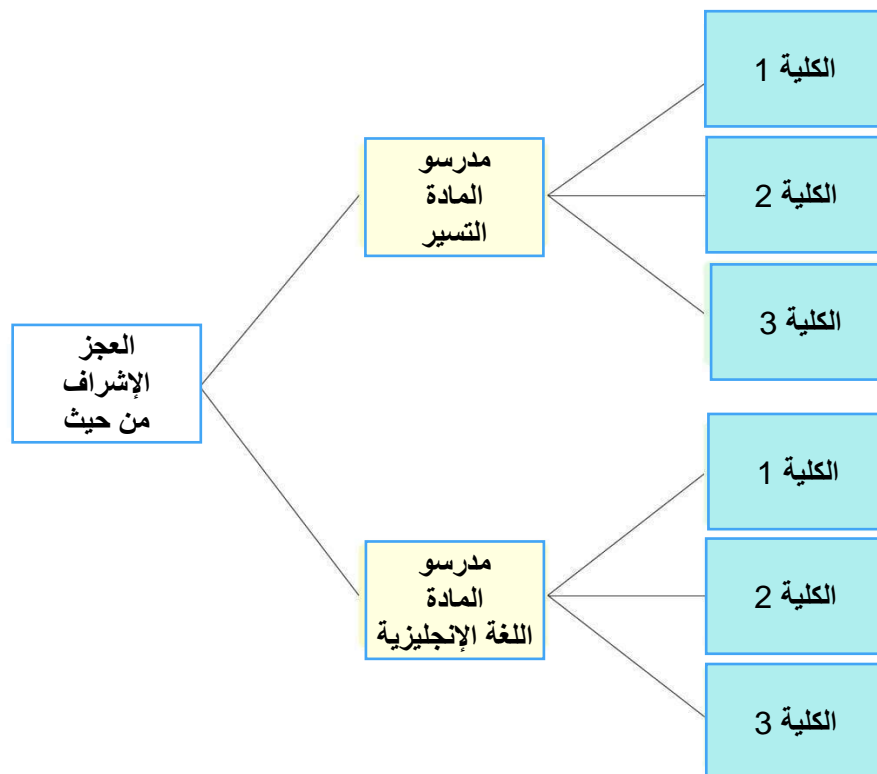 العجز
الإشراف
من حيث
مدرسو
المادة
التسير
الكلية 1
الكلية 2
الكلية 3
مدرسو
المادة
اللغة الإنجليزية
الكلية 1
الكلية 2
الكلية 3